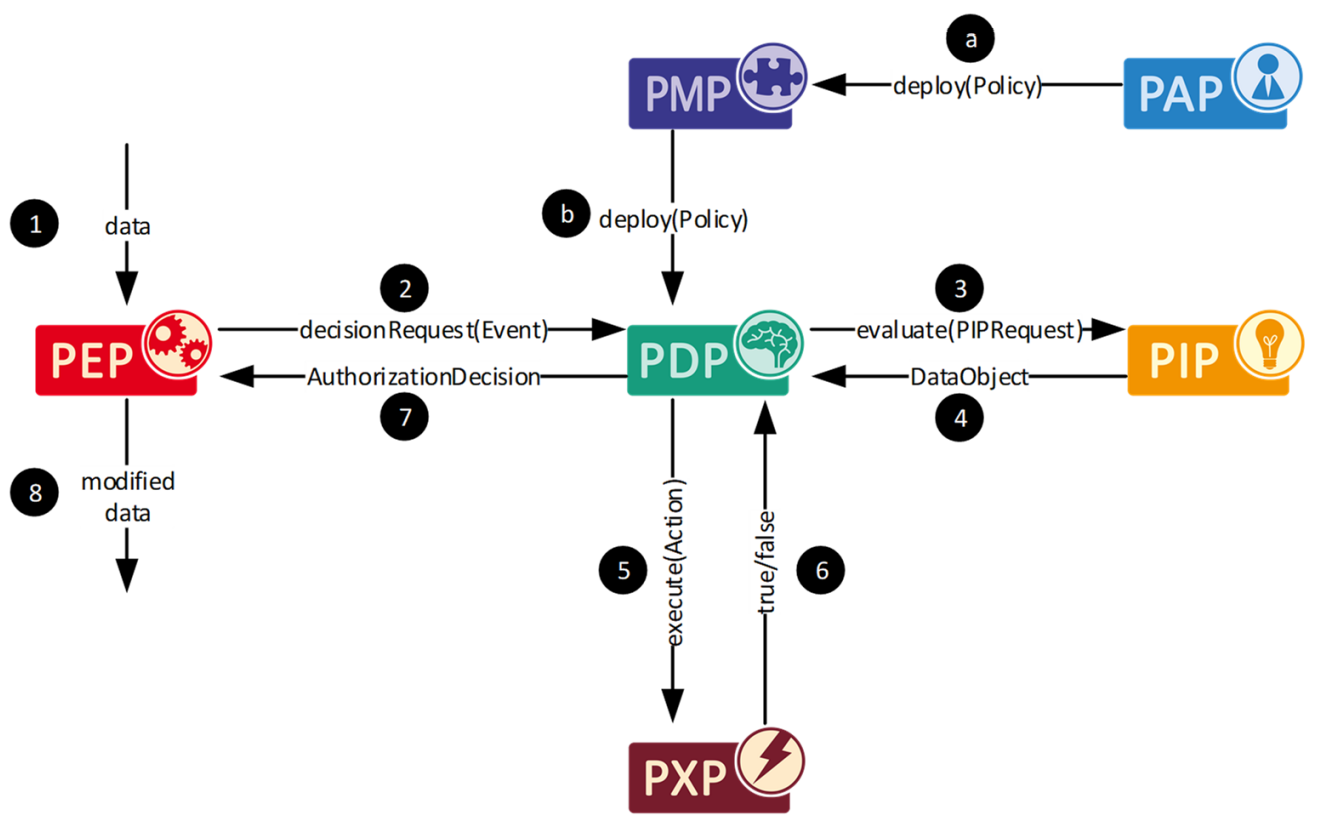 a
PMP
deploy(Policy)
PAP
1
data
b
deploy(Policy)
2
3
decisionRequest(Event)
evaluate(PIPRequest)
PEP
PDP
PIP
AuthorizationDecision
DataObject
7
4
8
modified
data
5
execute(Action)
true/false
6
PXP